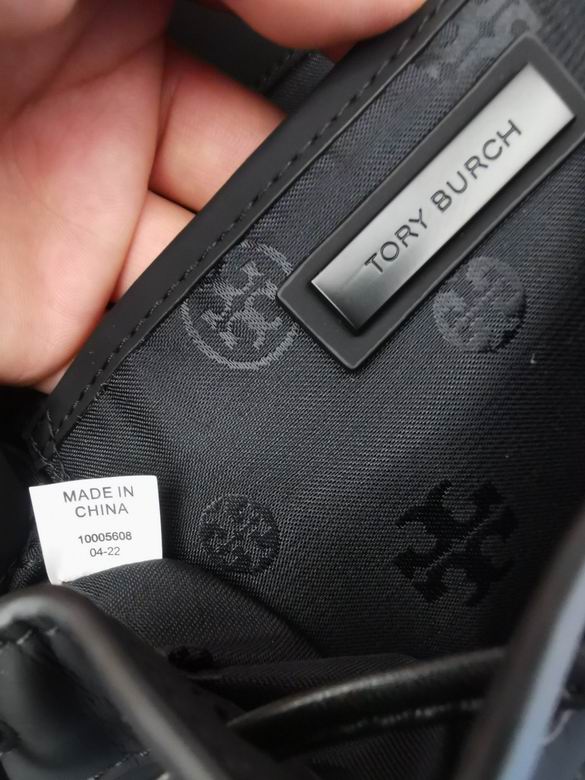 TORY BURCH
MADE IN
CHINA
10005608
04-22